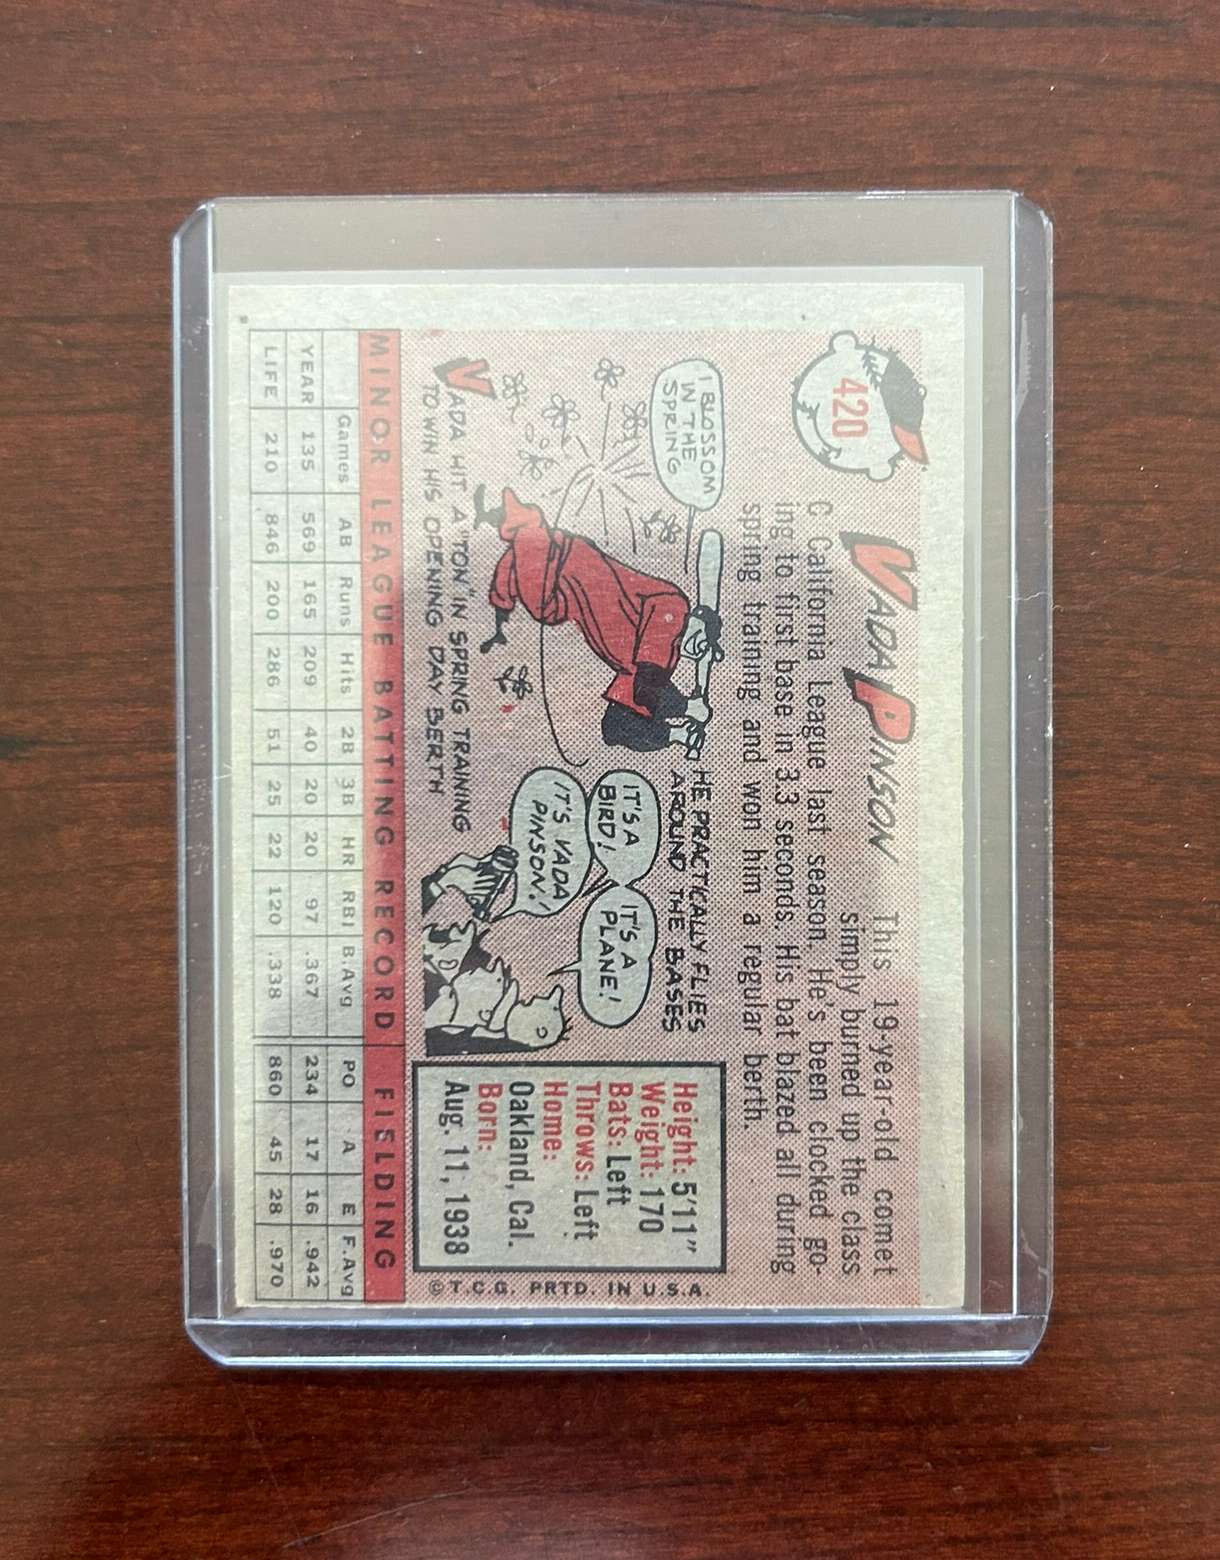 420
VADA PINSON
This 19-year-old comet
simply burned up the class
C California League last season. He's been clocked go-
ing to first base in 3.3 seconds. His bat blazed all during
spring training and won him a regular berth.
I BLOSSOM
IN THE
SPRING
VADA HIT A "TON" IN SPRING TRAINING
TO WIN HIS OPENING DAY BERTH
HE PRACTICALLY FLIES
AROUND THE BASES
IT'S A
BIRD!
IT'S A
PLANE!
IT'S VADA
PINSON!!
Height: 5'11"
Weight: 170
Bats: Left
Throws: Left
Home:
Oakland, Cal.
Born:
Aug. 11, 1938
© T.C.G. PRTD. IN U.S.A.
MINOR LEAGUE BATTING RECORD FIELDING
Games AB Runs Hits 2B 3B HR RBI B.Avg PO A E F.Avg
YEAR 135 569 165 209 40 20 20 97 .367 234 17 16 .942
LIFE 210 846 200 286 51 25 22 120 .338 860 45 28 .970